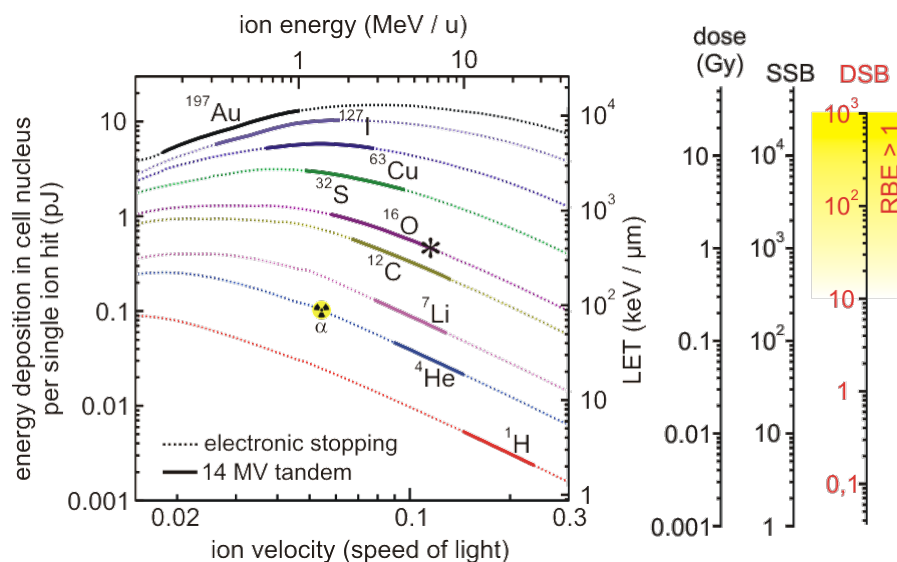 ion energy (MeV / u)
1 10
energy deposition in cell nucleus
per single ion hit (pJ)
10
1
0.1
0.01
0.001
197Au
127I
63Cu
32S
16O
*
12C
7Li
α
4He
1H
electronic stopping
14 MV tandem
0.02 0.1 0.3
ion velocity (speed of light)
LET (keV / µm)
10⁴
10³
100
10
1
dose
(Gy)
10
1
0.1
0.01
0.001
SSB
10⁴
10³
10²
10
1
DSB
10³
10²
10
1
0,1
RBE > 1